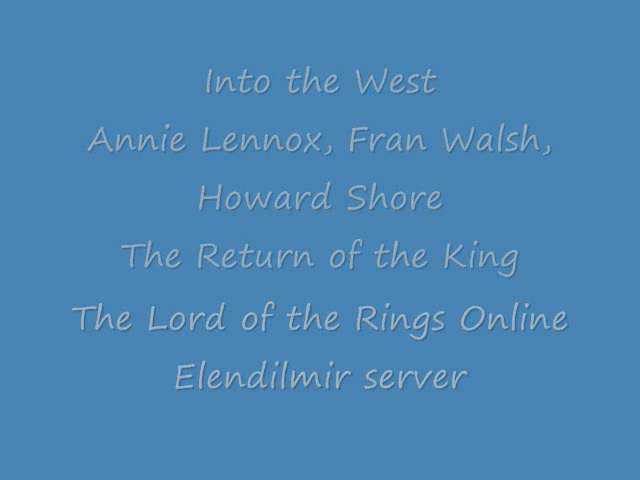 Into the West
Annie Lennox, Fran Walsh,
Howard Shore
The Return of the King
The Lord of the Rings Online
Elendilmir server